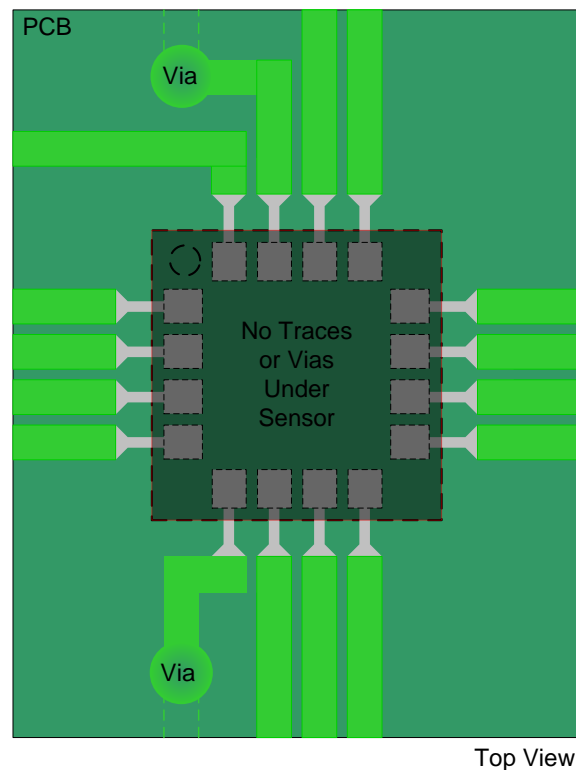 PCB
Via
No Traces
or Vias
Under
Sensor
Via
Top View